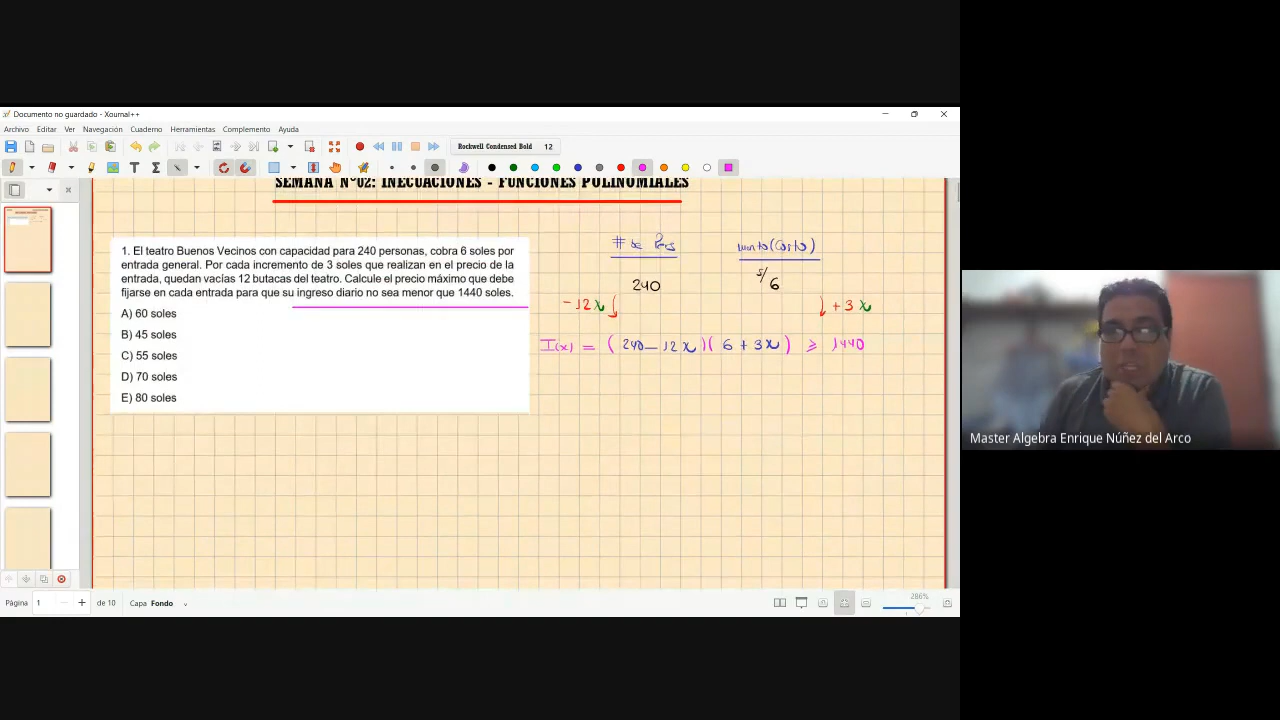 Documento no guardado - Xournal++
Archivo Editar Ver Navegación Cuaderno Herramientas Complemento Ayuda
Rockwell Condensed Bold 12
SEMANA N°02: INECUACIONES - FUNCIONES POLINOMIALES
1. El teatro Buenos Vecinos con capacidad para 240 personas, cobra 6 soles por
entrada general. Por cada incremento de 3 soles que realizan en el precio de la
entrada, quedan vacías 12 butacas del teatro. Calcule el precio máximo que debe
fijarse en cada entrada para que su ingreso diario no sea menor que 1440 soles.
A) 60 soles
B) 45 soles
C) 55 soles
D) 70 soles
E) 80 soles
(Costo)
240 s/ 6
-12x +3x
I(x) = (240 - 12x)(6 + 3x) ≥ 1440
Master Algebra Enrique Núñez del Arco
Página 1 de 10 Capa Fondo
286%